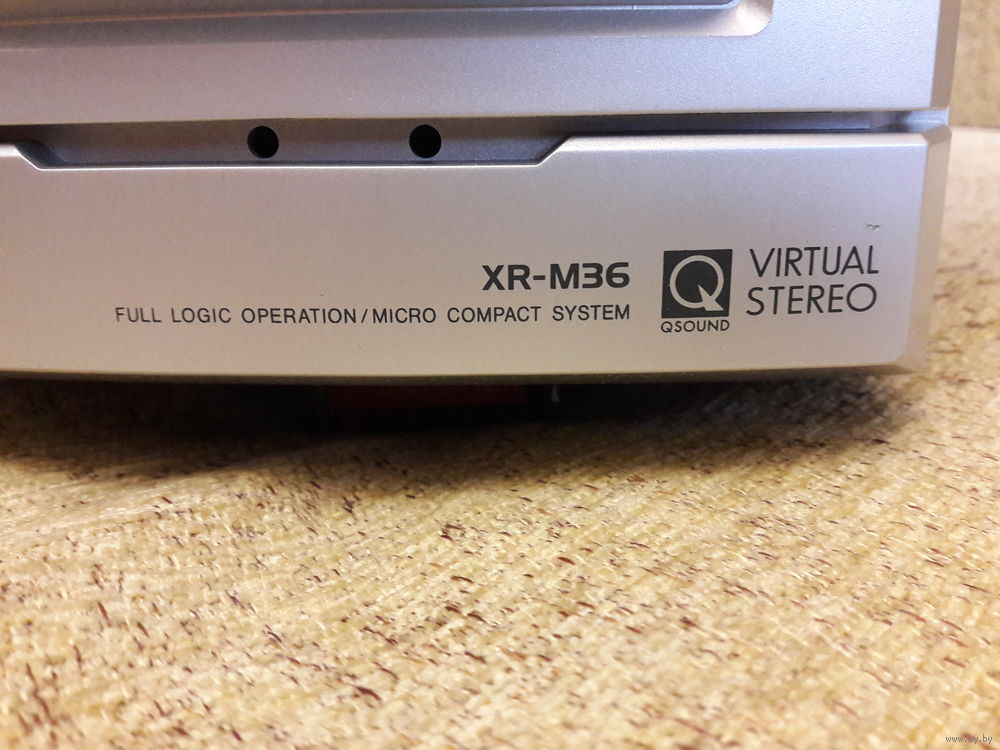 XR-M36
FULL LOGIC OPERATION/MICRO COMPACT SYSTEM
Q
QSOUND
VIRTUAL
STEREO